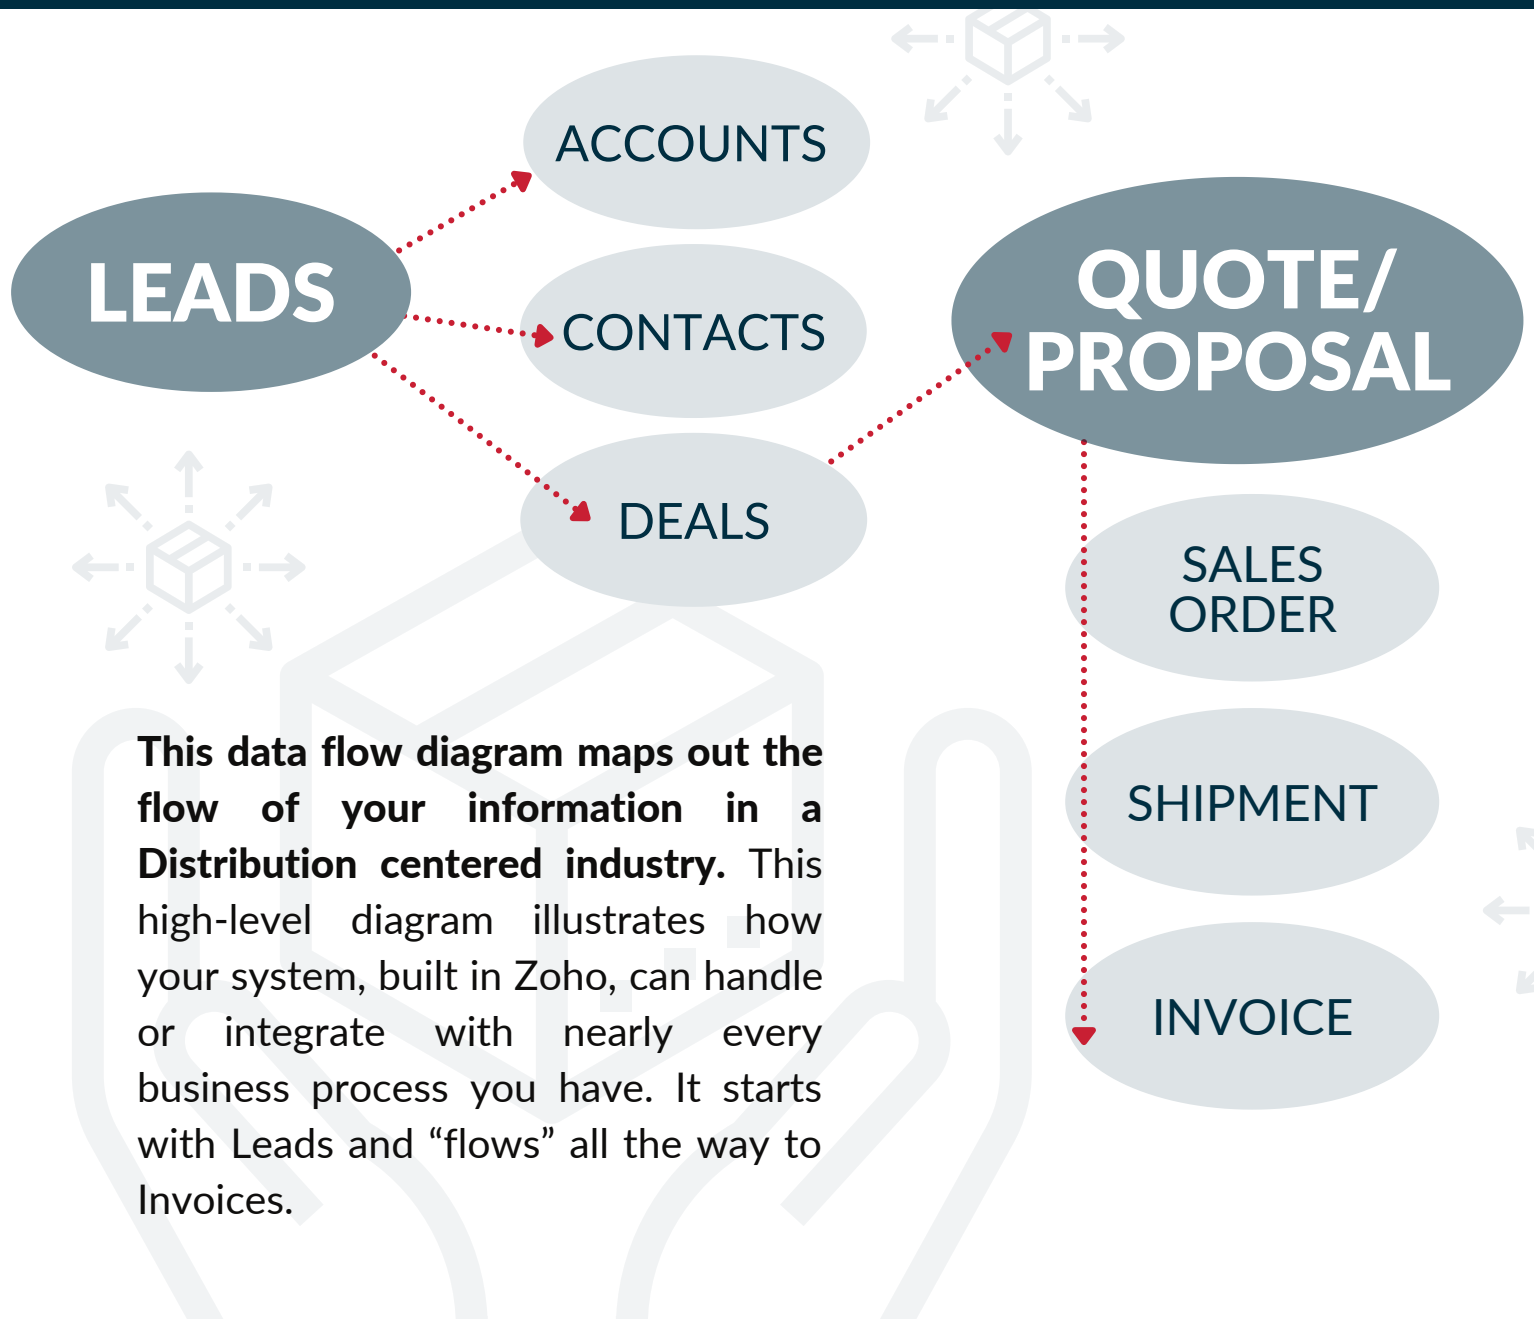 ACCOUNTS
LEADS
CONTACTS
DEALS
QUOTE/
PROPOSAL
SALES
ORDER
SHIPMENT
INVOICE
This data flow diagram maps out the
flow of your information in a
Distribution centered industry. This
high-level diagram illustrates how
your system, built in Zoho, can handle
or integrate with nearly every
business process you have. It starts
with Leads and “flows” all the way to
Invoices.